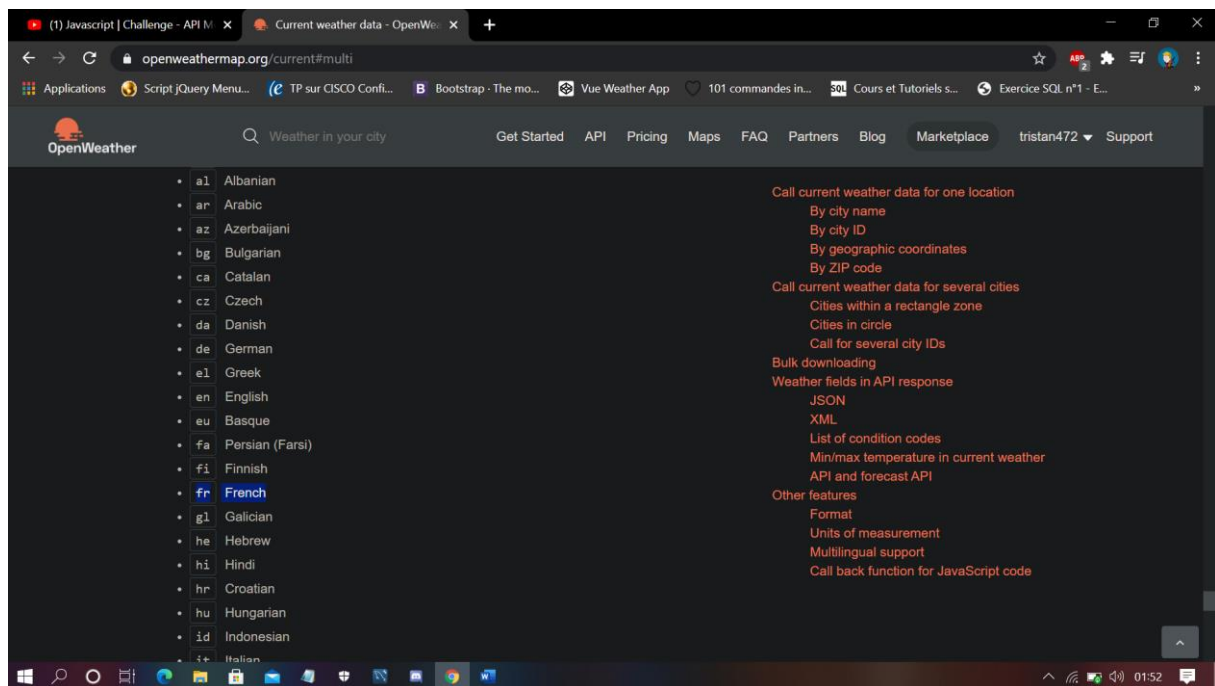 (1) Javascript | Challenge - API M
Current weather data - OpenWea
openweathermap.org/current#multi
ABP
2
Applications
Script jQuery Menu...
TP sur CISCO Confi...
B Bootstrap · The mo...
Vue Weather App
101 commandes in...
SQL Cours et Tutoriels s...
Exercice SQL n°1 - E...
»
OpenWeather
Weather in your city
Get Started
API
Pricing
Maps
FAQ
Partners
Blog
Marketplace
tristan472
Support
al Albanian
ar Arabic
az Azerbaijani
bg Bulgarian
ca Catalan
cz Czech
da Danish
de German
el Greek
en English
eu Basque
fa Persian (Farsi)
fi Finnish
fr French
gl Galician
he Hebrew
hi Hindi
hr Croatian
hu Hungarian
id Indonesian
it Italian
Call current weather data for one location
By city name
By city ID
By geographic coordinates
By ZIP code
Call current weather data for several cities
Cities within a rectangle zone
Cities in circle
Call for several city IDs
Bulk downloading
Weather fields in API response
JSON
XML
List of condition codes
Min/max temperature in current weather
API and forecast API
Other features
Format
Units of measurement
Multilingual support
Call back function for JavaScript code
01:52